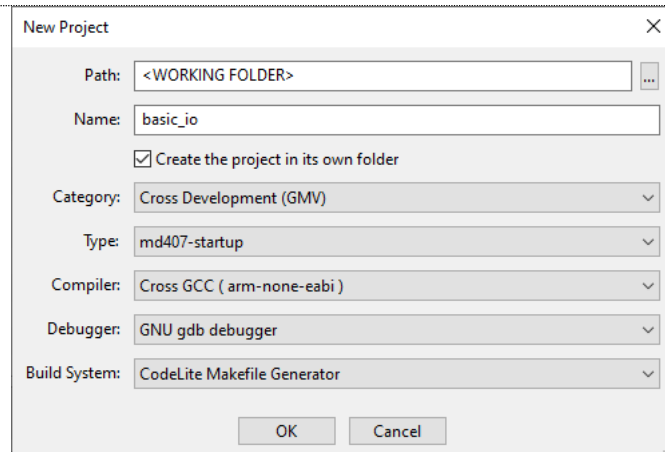 New Project
Path: <WORKING FOLDER> ...
Name: basic_io
Create the project in its own folder
Category: Cross Development (GMV)
Type: md407-startup
Compiler: Cross GCC ( arm-none-eabi )
Debugger: GNU gdb debugger
Build System: CodeLite Makefile Generator
OK Cancel